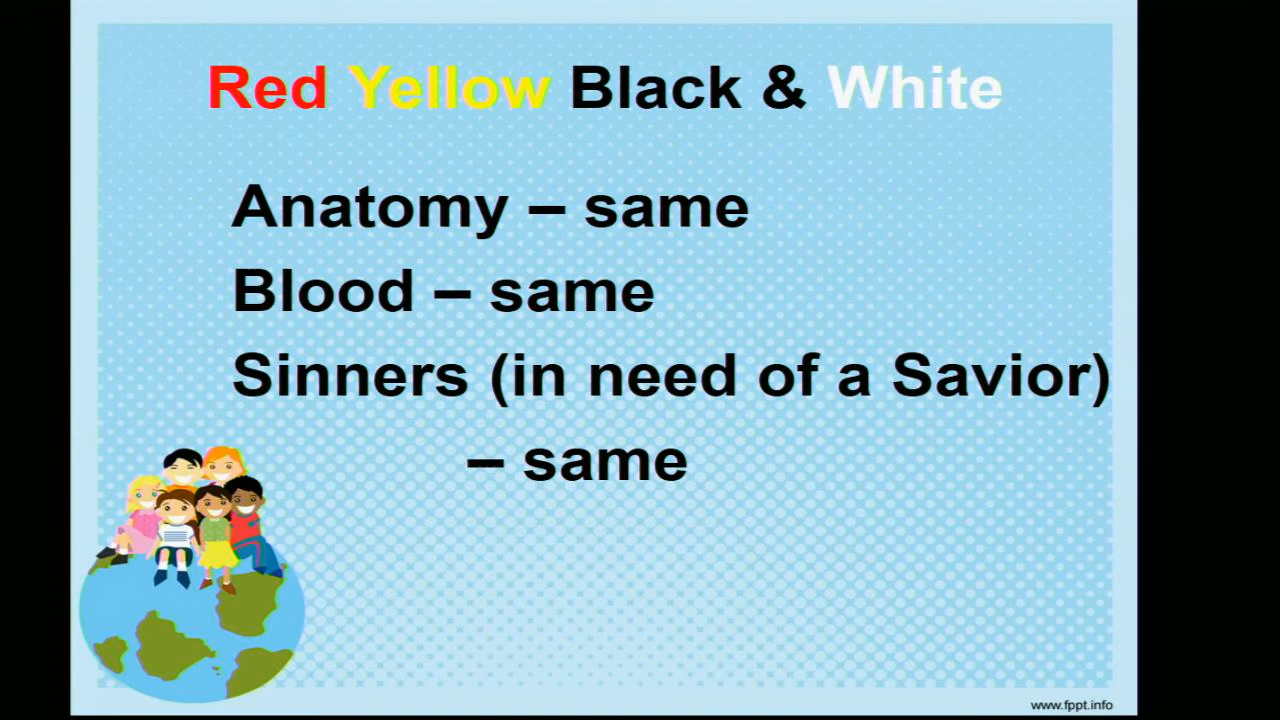 Red Yellow Black & White
Anatomy – same
Blood – same
Sinners (in need of a Savior)
– same
www.fppt.info